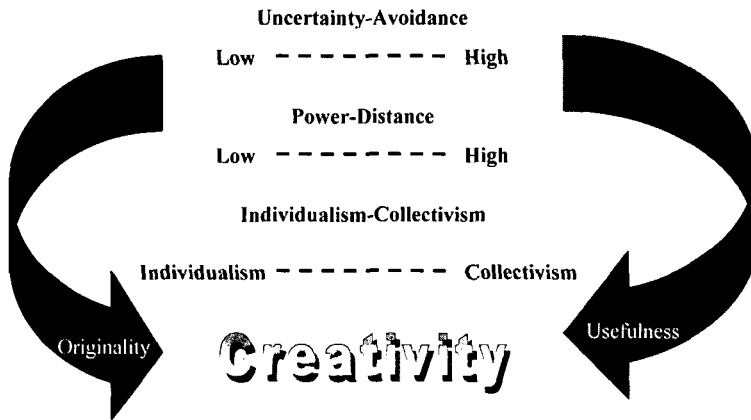 Uncertainty-Avoidance
Low High
Power-Distance
Low High
Individualism-Collectivism
Individualism Collectivism
Originality Creativity Usefulness